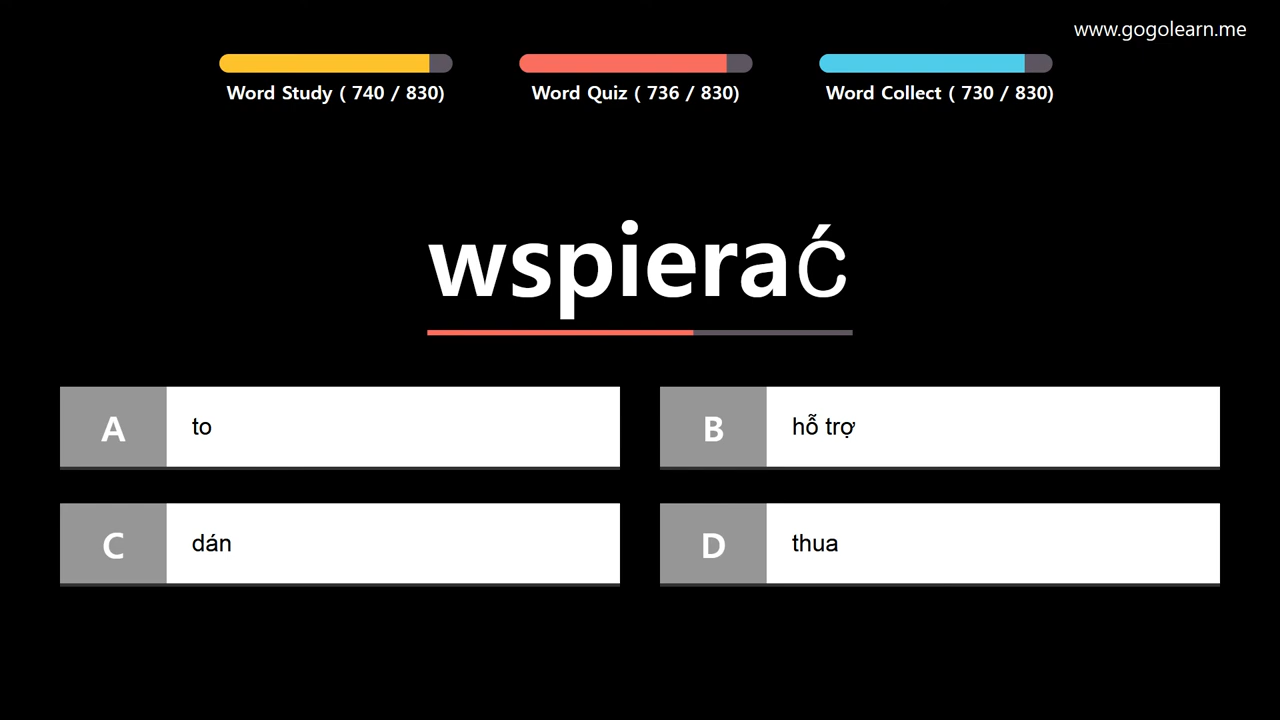 www.gogolearn.me
Word Study ( 740 / 830)
Word Quiz ( 736 / 830)
Word Collect ( 730 / 830)
wspierać
A to
B hỗ trợ
C dán
D thua